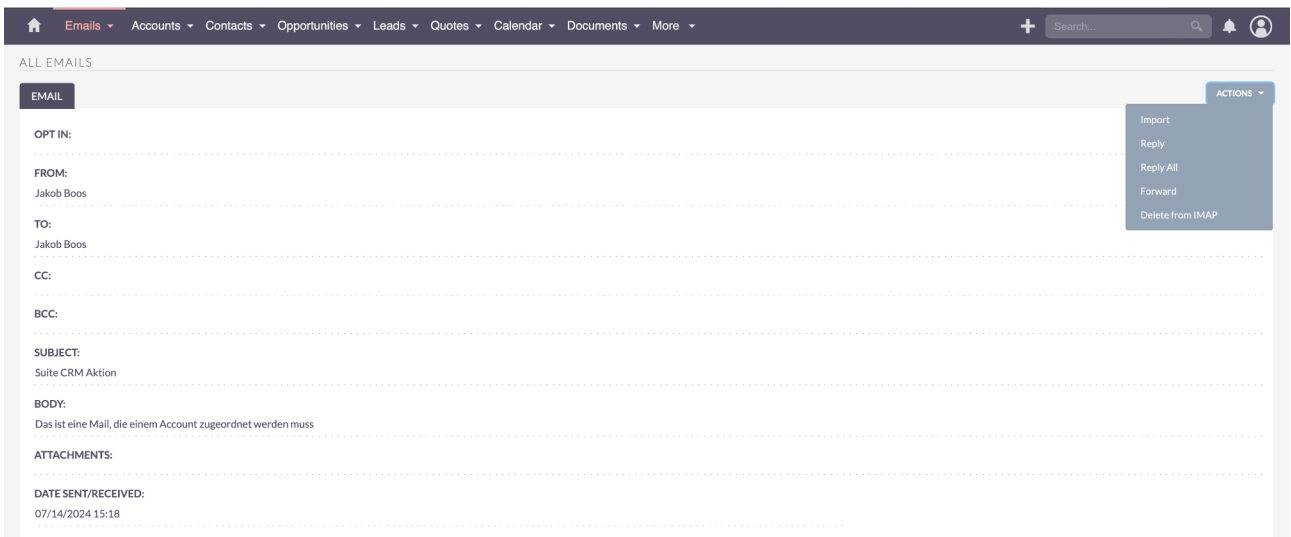 Emails Accounts Contacts Opportunities Leads Quotes Calendar Documents More Search...
ALL EMAILS
EMAIL
ACTIONS
Import
Reply
Reply All
Forward
Delete from IMAP
OPT IN:
FROM:
Jakob Boos
TO:
Jakob Boos
CC:
BCC:
SUBJECT:
Suite CRM Aktion
BODY:
Das ist eine Mail, die einem Account zugeordnet werden muss
ATTACHMENTS:
DATE SENT/RECEIVED:
07/14/2024 15:18